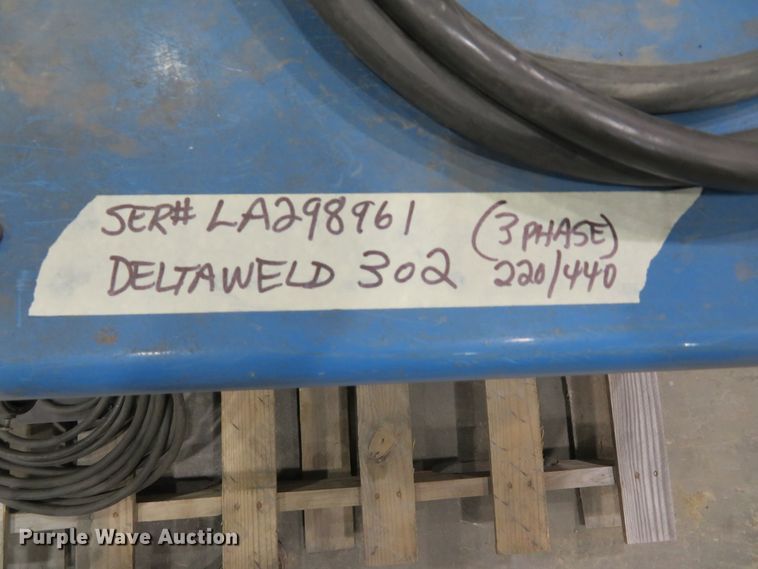 SER# LA298961
(3 PHASE)
DELTAWELD 302
220/440
Purple Wave Auction